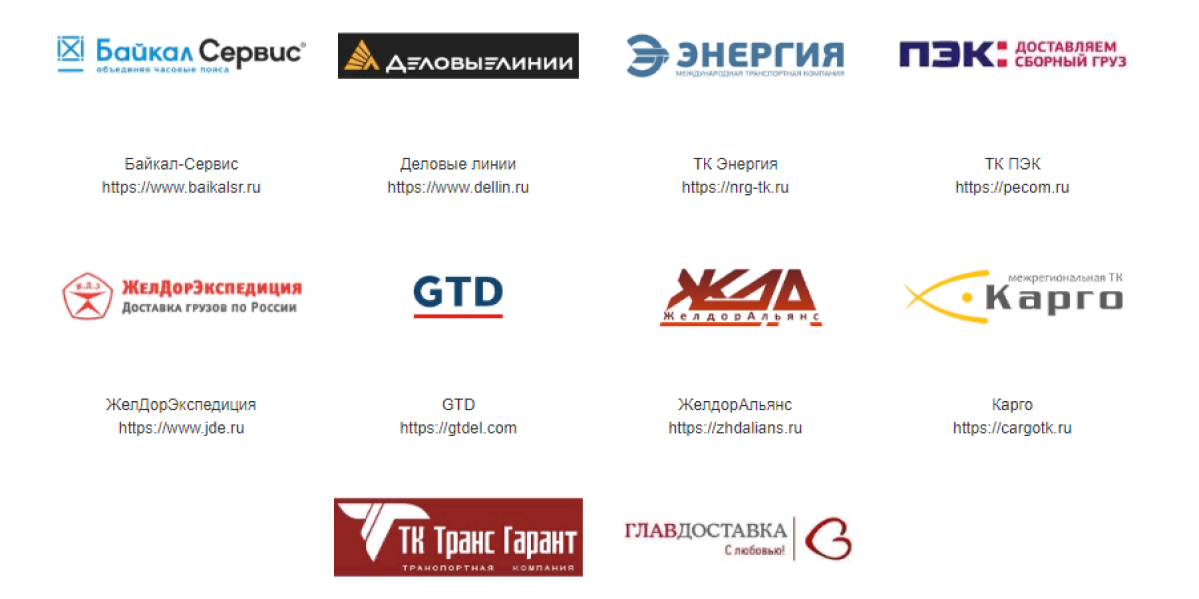 Байкал Сервис
объединяя часовые пояса
ДЕЛОВЫЕ ЛИНИИ
ЭНЕРГИЯ
МЕЖДУНАРОДНАЯ ТРАНСПОРТНАЯ КОМПАНИЯ
ПЭК:
ДОСТАВЛЯЕМ
СБОРНЫЙ ГРУЗ
Байкал-Сервис
https://www.baikalsr.ru
Деловые линии
https://www.dellin.ru
ТК Энергия
https://nrg-tk.ru
ТК ПЭК
https://pecom.ru
ж.д.э
ЖелДорЭкспедиция
Доставка грузов по России
GTD
ЖДА
ЖелдорАльянс
межрегиональная ТК
Карго
ЖелДорЭкспедиция
https://www.jde.ru
GTD
https://gtdel.com
ЖелдорАльянс
https://zhdalians.ru
Карго
https://cargotk.ru
ТК Транс Гарант
ТРАНСПОРТНАЯ КОМПАНИЯ
ГЛАВДОСТАВКА
С любовью!